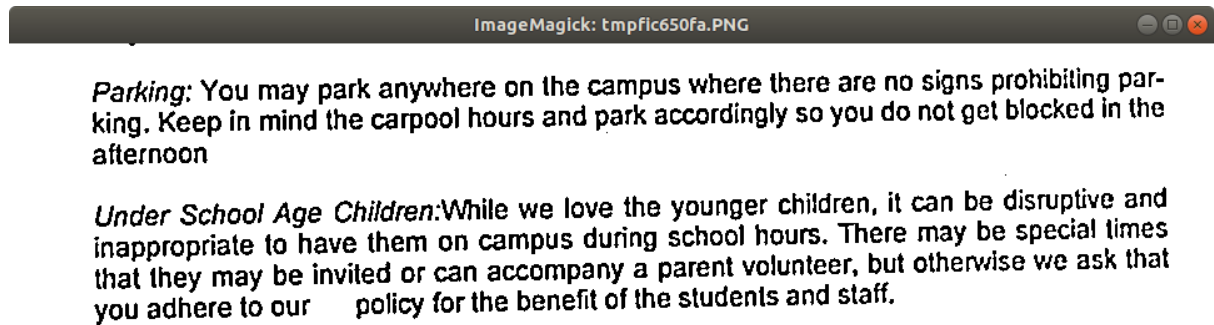 ImageMagick: tmpfic650fa.PNG
Parking: You may park anywhere on the campus where there are no signs prohibiting par-
king. Keep in mind the carpool hours and park accordingly so you do not get blocked in the
afternoon
Under School Age Children:While we love the younger children, it can be disruptive and
inappropriate to have them on campus during school hours. There may be special times
that they may be invited or can accompany a parent volunteer, but otherwise we ask that
you adhere to our policy for the benefit of the students and staff.